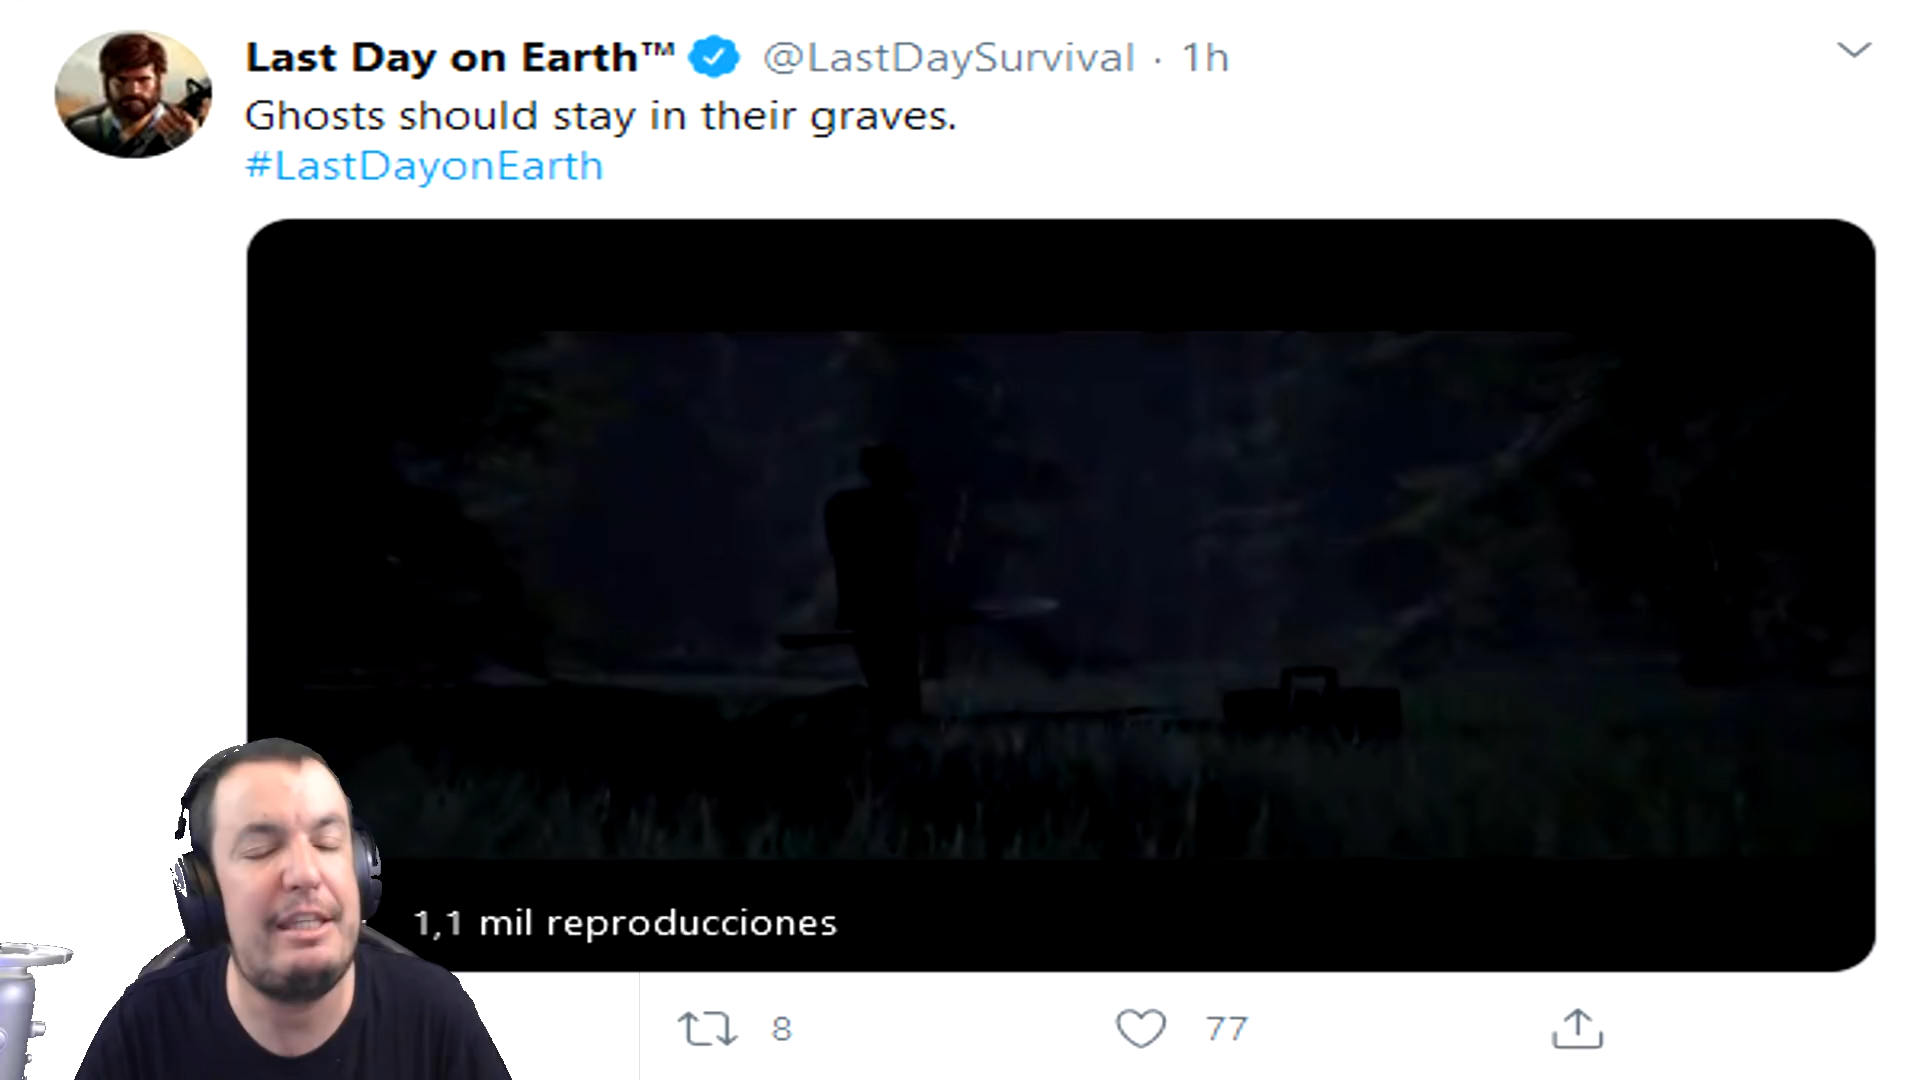 Last Day on Earth™ @LastDaySurvival · 1h
Ghosts should stay in their graves.
#LastDayonEarth
1,1 mil reproducciones
8 77